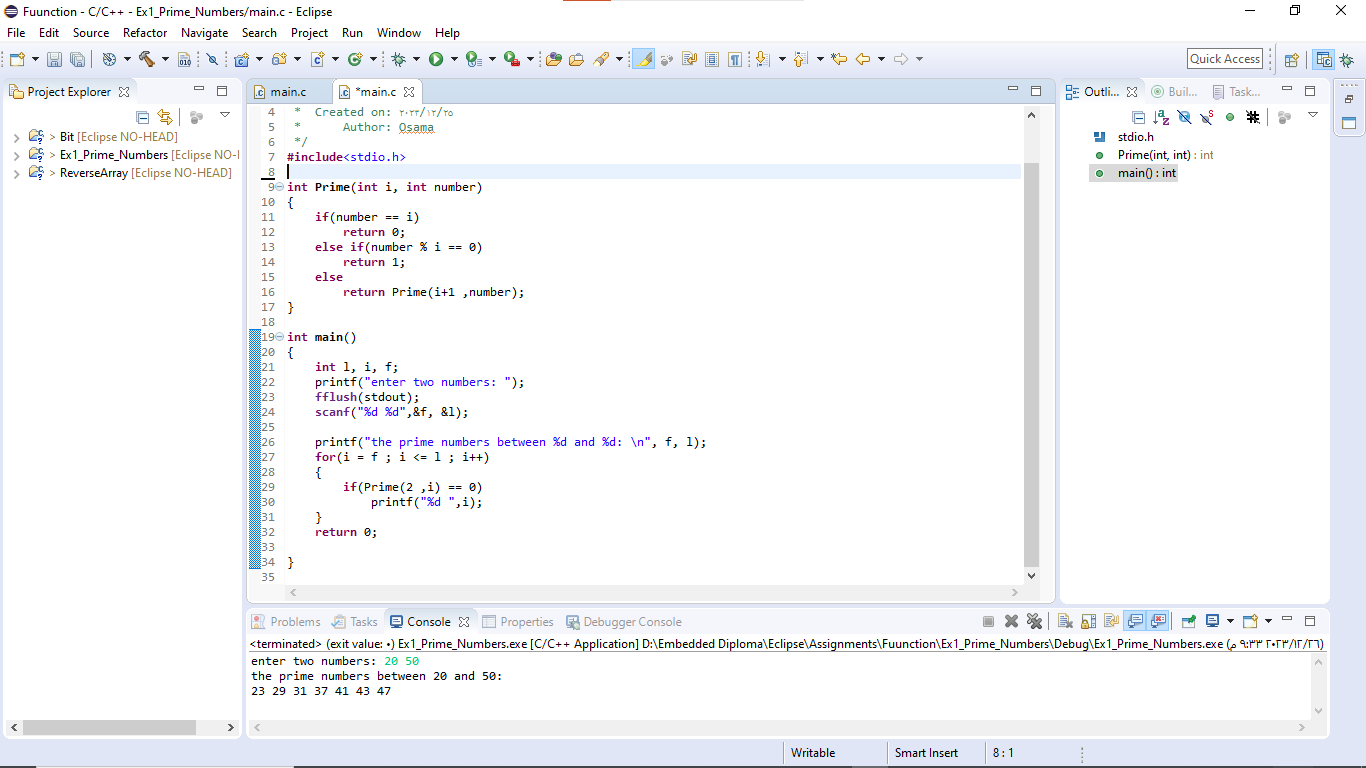 Fuunction - C/C++ - Ex1_Prime_Numbers/main.c - Eclipse
File Edit Source Refactor Navigate Search Project Run Window Help
Quick Access
Project Explorer
> Bit [Eclipse NO-HEAD]
> Ex1_Prime_Numbers [Eclipse NO-H
> ReverseArray [Eclipse NO-HEAD]
main.c
*main.c
4 * Created on: ٢٠٢٣/١٢/٢٥
5 * Author: Osama
6 */
7 #include<stdio.h>
8
9 int Prime(int i, int number)
10 {
11 if(number == i)
12 return 0;
13 else if(number % i == 0)
14 return 1;
15 else
16 return Prime(i+1 ,number);
17 }
18
19 int main()
20 {
21 int l, i, f;
22 printf("enter two numbers: ");
23 fflush(stdout);
24 scanf("%d %d",&f, &l);
25
26 printf("the prime numbers between %d and %d: \n", f, l);
27 for(i = f ; i <= l ; i++)
28 {
29 if(Prime(2 ,i) == 0)
30 printf("%d ",i);
31 }
32 return 0;
33
34 }
35
Outli... Buil... Task...
stdio.h
Prime(int, int) : int
main() : int
Problems Tasks Console Properties Debugger Console
<terminated> (exit value: ٠) Ex1_Prime_Numbers.exe [C/C++ Application] D:\Embedded Diploma\Eclipse\Assignments\Fuunction\Ex1_Prime_Numbers\Debug\Ex1_Prime_Numbers.exe (٢٠٢٣/١٢/٢٦ ٩:٣٣ م)
enter two numbers: 20 50
the prime numbers between 20 and 50:
23 29 31 37 41 43 47
Writable Smart Insert 8 : 1